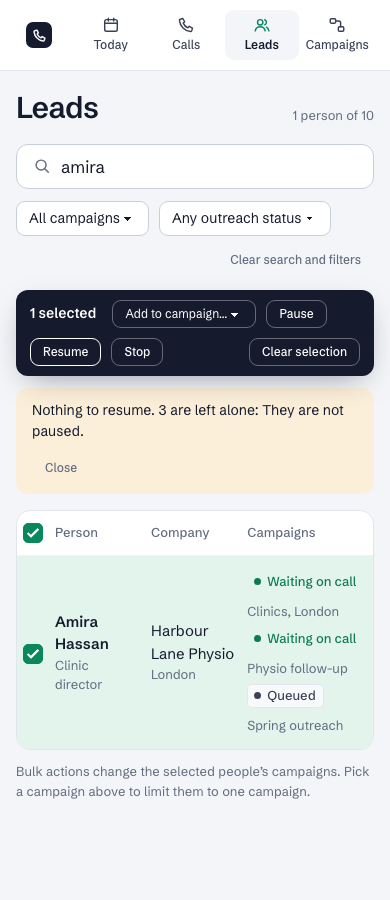 Today
Calls
Leads
Campaigns
Leads
1 person of 10
amira
All campaigns
Any outreach status
Clear search and filters
1 selected
Add to campaign...
Pause
Resume
Stop
Clear selection
Nothing to resume. 3 are left alone: They are not
paused.
Close
Person
Company
Campaigns
Amira
Hassan
Clinic
director
Harbour
Lane Physio
London
Waiting on call
Clinics, London
Waiting on call
Physio follow-up
Queued
Spring outreach
Bulk actions change the selected people’s campaigns. Pick
a campaign above to limit them to one campaign.